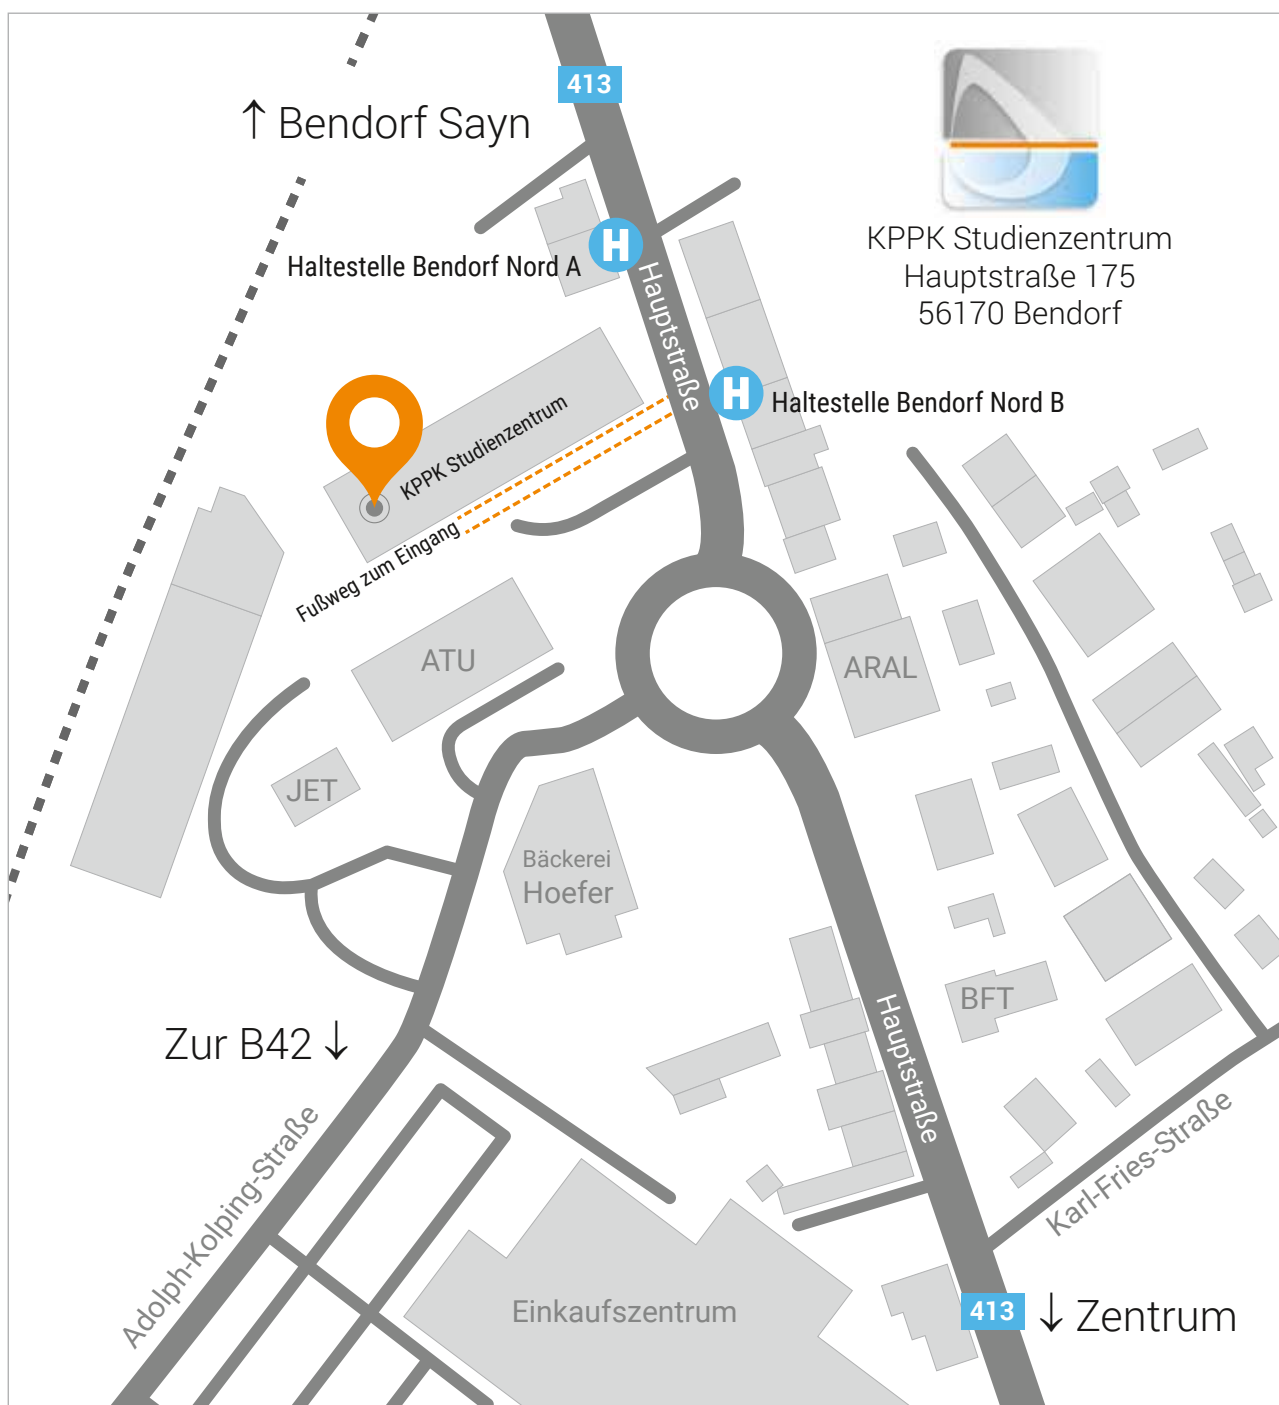 413
↑ Bendorf Sayn
KPPK Studienzentrum
Hauptstraße 175
56170 Bendorf
H
Haltestelle Bendorf Nord A
Hauptstraße
H
Haltestelle Bendorf Nord B
KPPK Studienzentrum
Fußweg zum Eingang
ATU
ARAL
JET
Bäckerei
Hoefer
BFT
Hauptstraße
Zur B42 ↓
Adolph-Kolping-Straße
Karl-Fries-Straße
Einkaufszentrum
413
↓ Zentrum